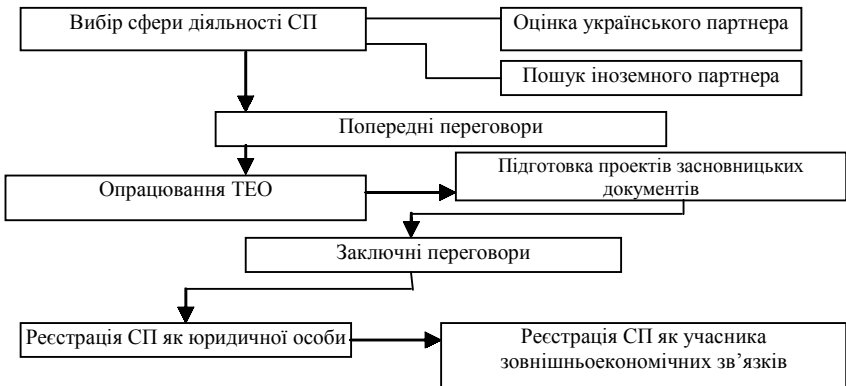 Вибір сфери діяльності СП
Оцінка українського партнера
Пошук іноземного партнера
Попередні переговори
Опрацювання ТЕО
Підготовка проектів засновницьких
документів
Заключні переговори
Реєстрація СП як юридичної особи
Реєстрація СП як учасника
зовнішньоекономічних зв’язків